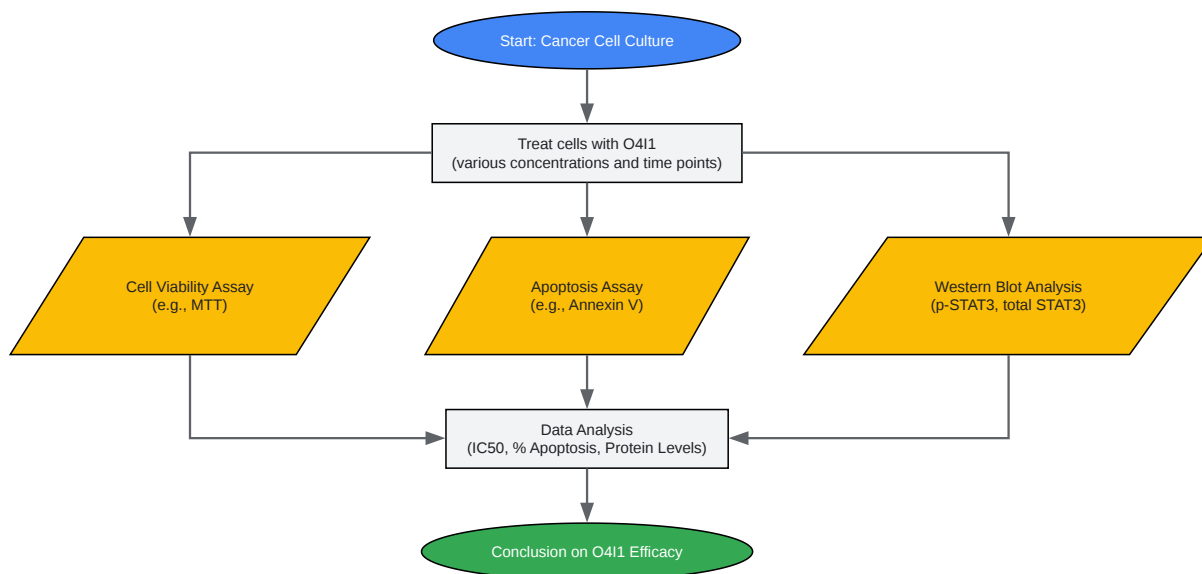 Start: Cancer Cell Culture
Treat cells with O4I1
(various concentrations and time points)
Cell Viability Assay
(e.g., MTT)
Apoptosis Assay
(e.g., Annexin V)
Western Blot Analysis
(p-STAT3, total STAT3)
Data Analysis
(IC50, % Apoptosis, Protein Levels)
Conclusion on O4I1 Efficacy